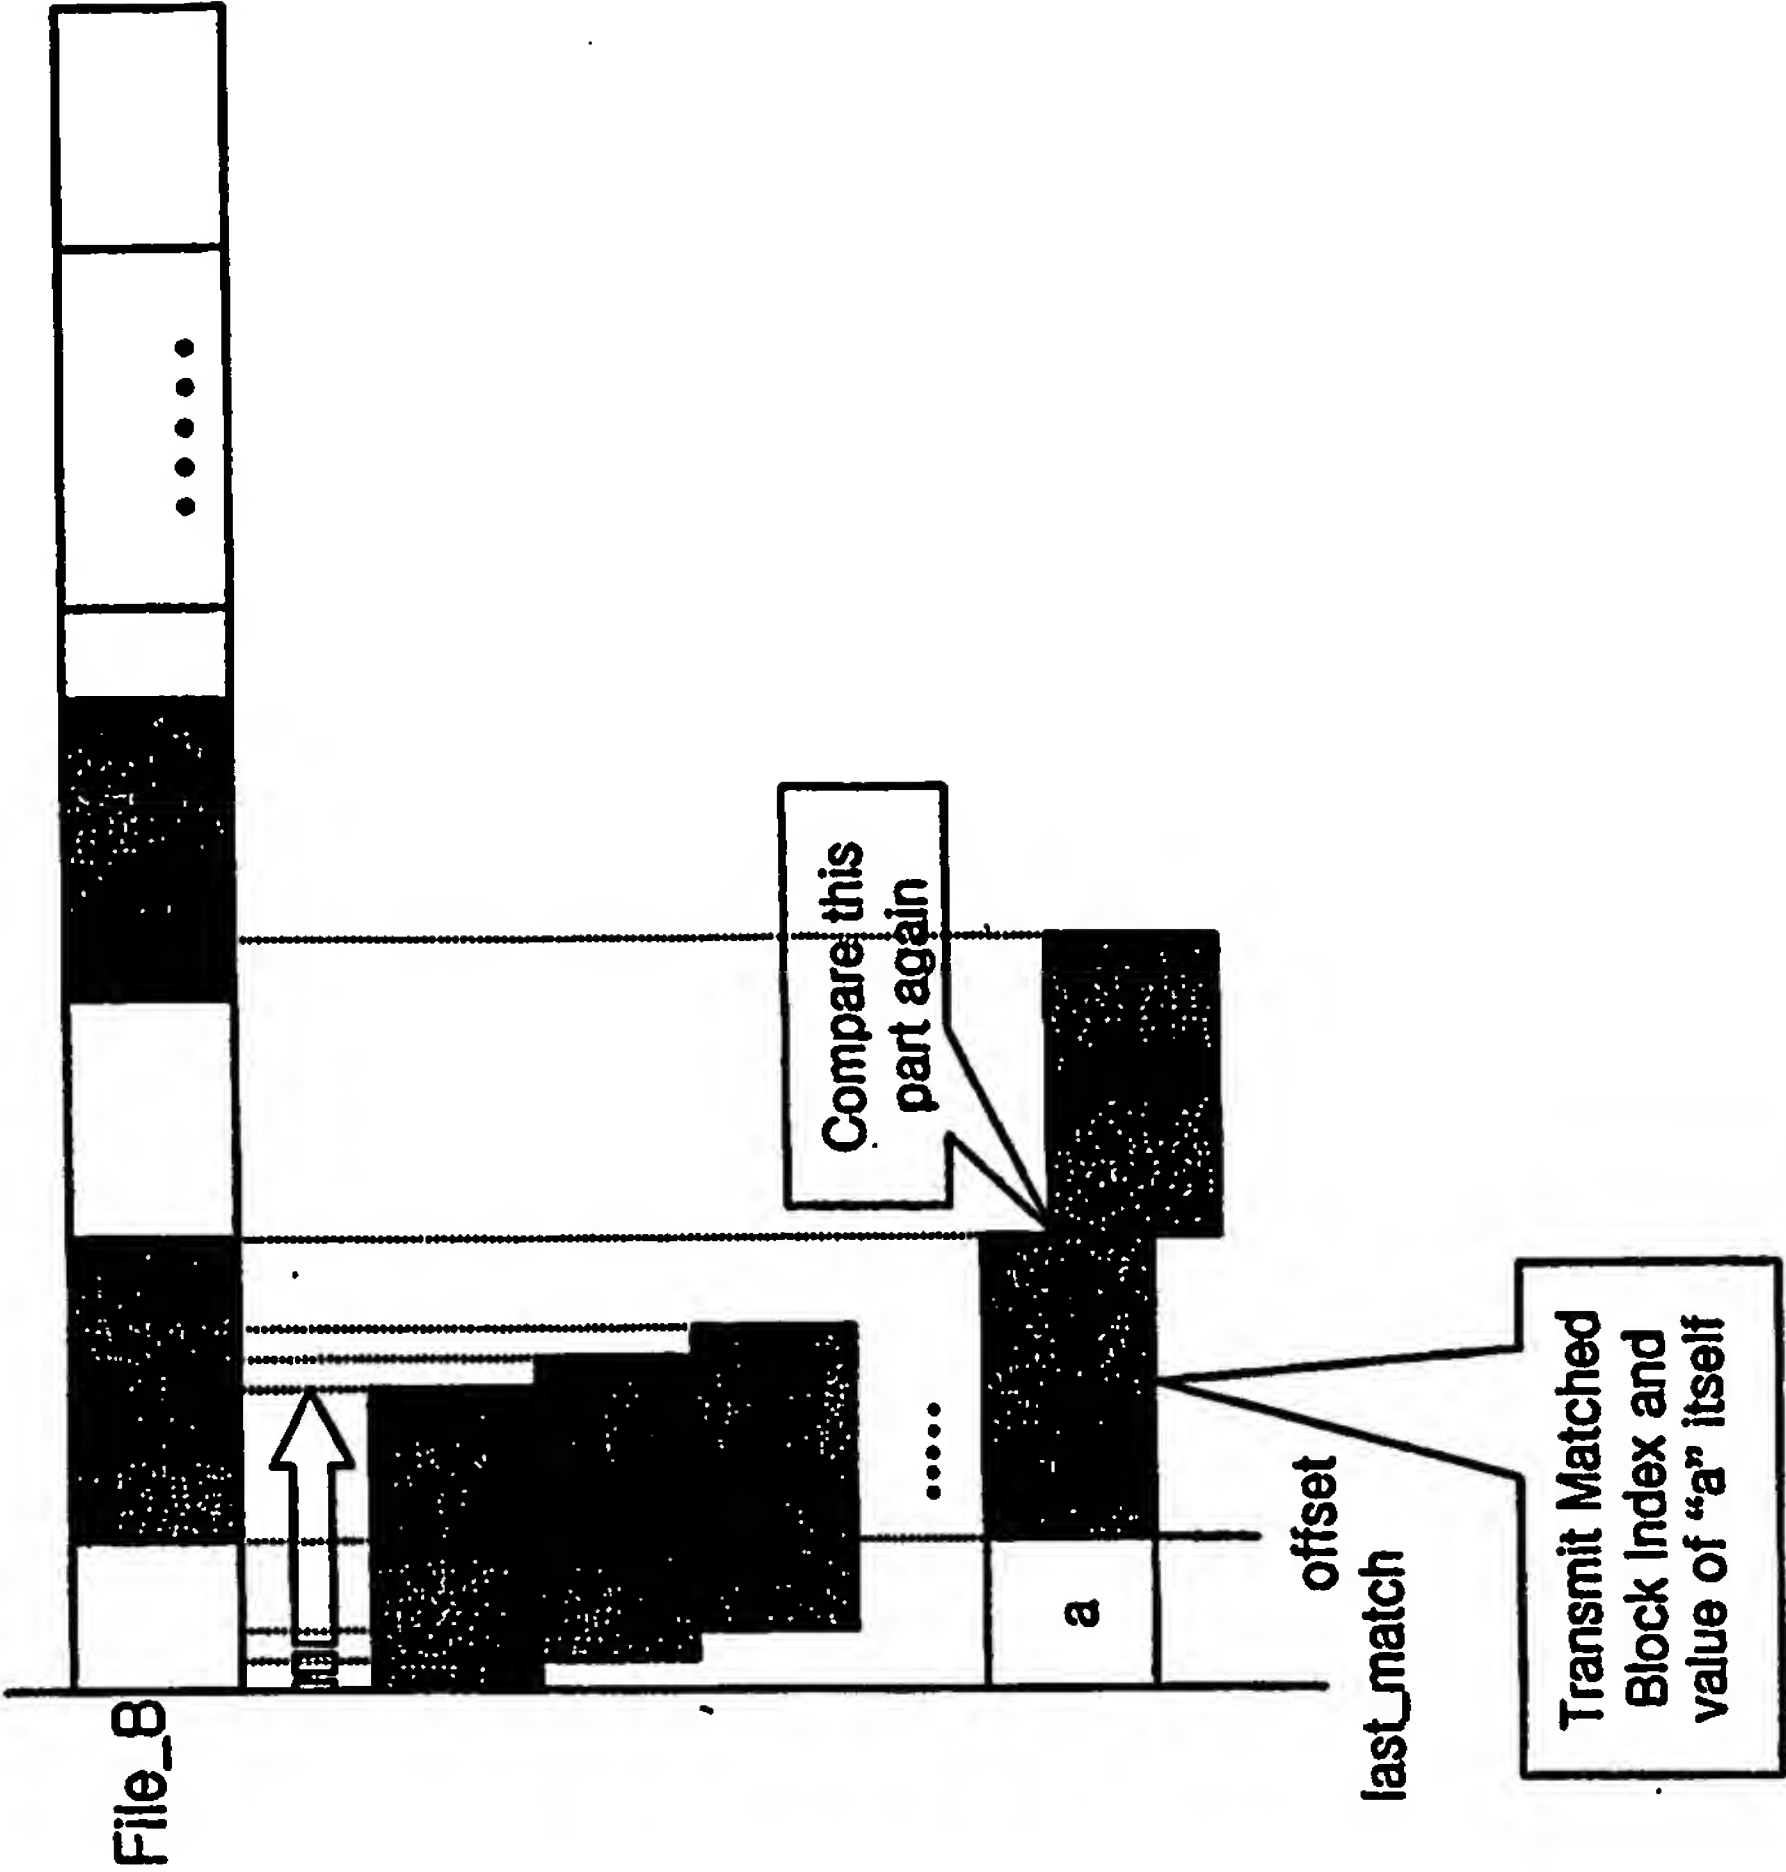 File_B
.....
Compare this
part again
.....
a
offset
last_match
Transmit Matched
Block Index and
value of “a” itself